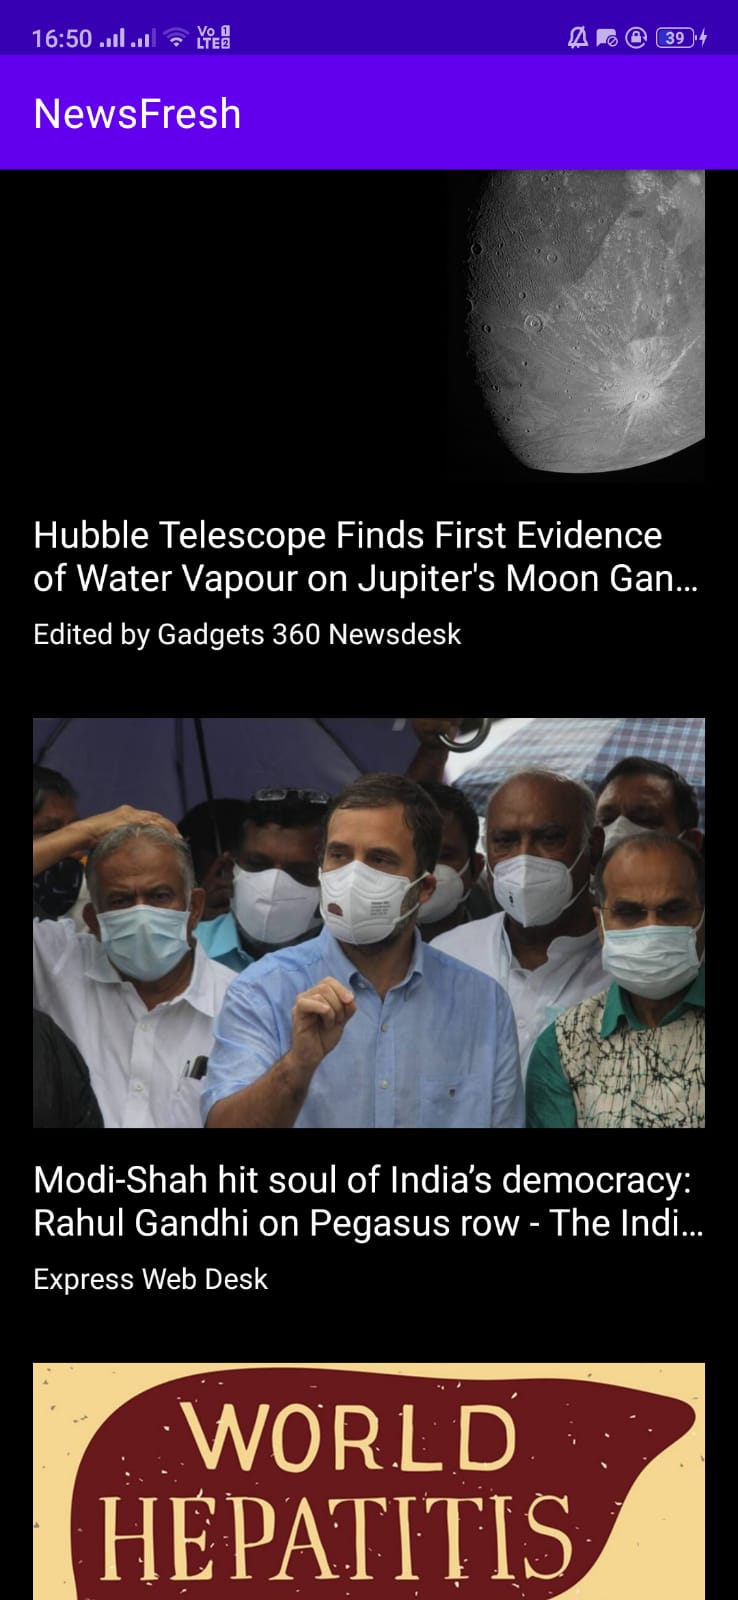 16:50 Vo LTE 1 2 39
NewsFresh
Hubble Telescope Finds First Evidence
of Water Vapour on Jupiter's Moon Gan...
Edited by Gadgets 360 Newsdesk
Modi-Shah hit soul of India’s democracy:
Rahul Gandhi on Pegasus row - The Indi...
Express Web Desk
WORLD
HEPATITIS